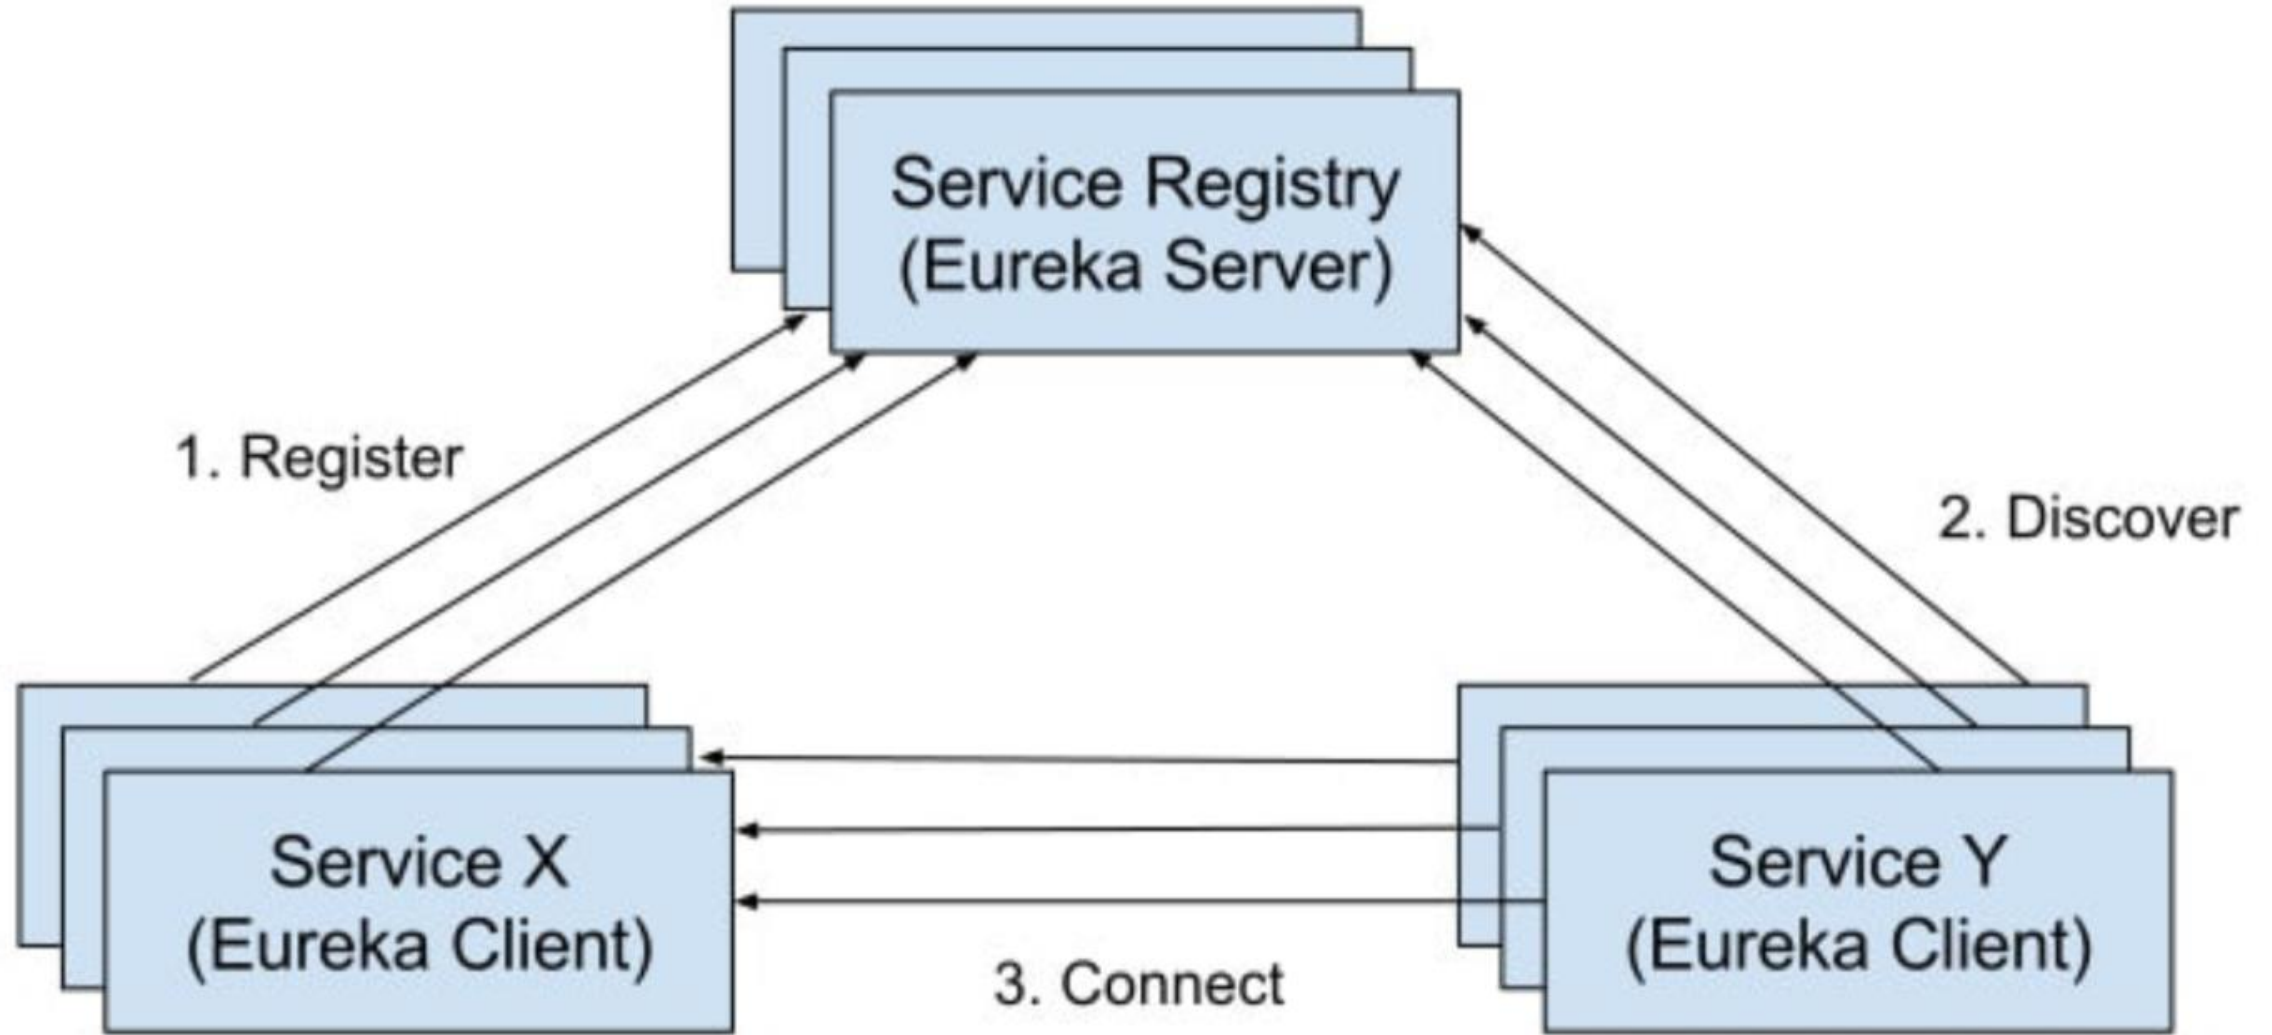 Service Registry
(Eureka Server)
1. Register
2. Discover
Service X
(Eureka Client)
Service Y
(Eureka Client)
3. Connect